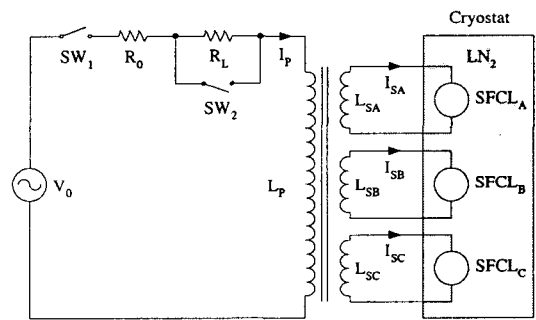 Cryostat
SW1 R0 RL IP LN2
SW2
ISA
LSA SFCLA
V0 LP
ISB
LSB SFCLB
ISC
LSC SFCLC